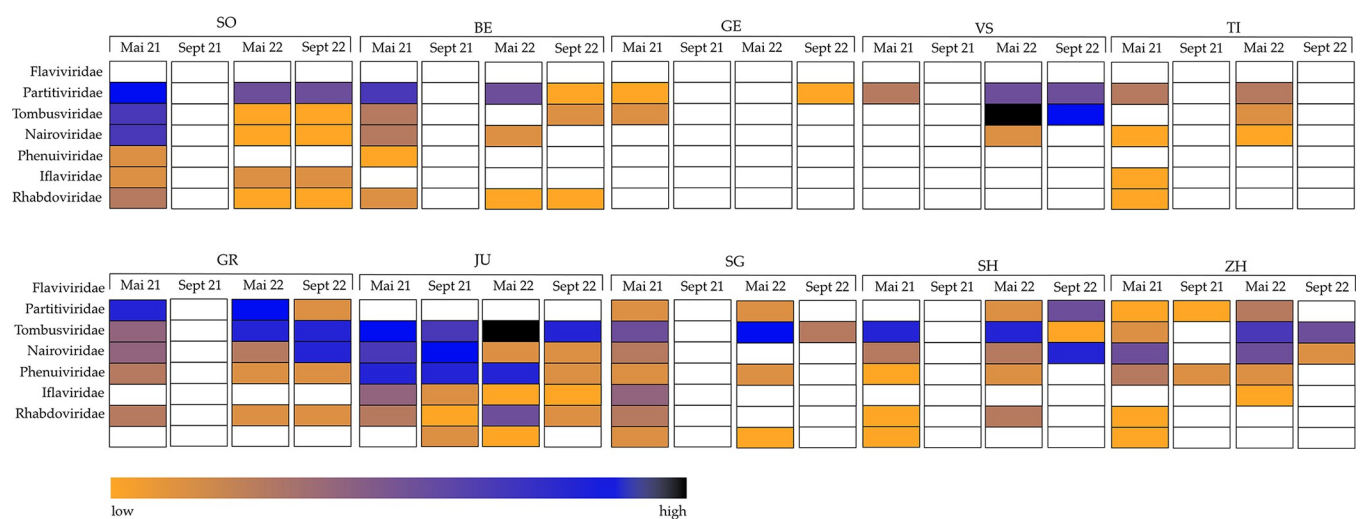 SO BE GE VS TI
Mai 21 Sept 21 Mai 22 Sept 22 Mai 21 Sept 21 Mai 22 Sept 22 Mai 21 Sept 21 Mai 22 Sept 22 Mai 21 Sept 21 Mai 22 Sept 22 Mai 21 Sept 21 Mai 22 Sept 22
Flaviviridae
Partitiviridae
Tombusviridae
Nairoviridae
Phenuiviridae
Iflaviridae
Rhabdoviridae
GR JU SG SH ZH
Mai 21 Sept 21 Mai 22 Sept 22 Mai 21 Sept 21 Mai 22 Sept 22 Mai 21 Sept 21 Mai 22 Sept 22 Mai 21 Sept 21 Mai 22 Sept 22 Mai 21 Sept 21 Mai 22 Sept 22
Flaviviridae
Partitiviridae
Tombusviridae
Nairoviridae
Phenuiviridae
Iflaviridae
Rhabdoviridae
low high